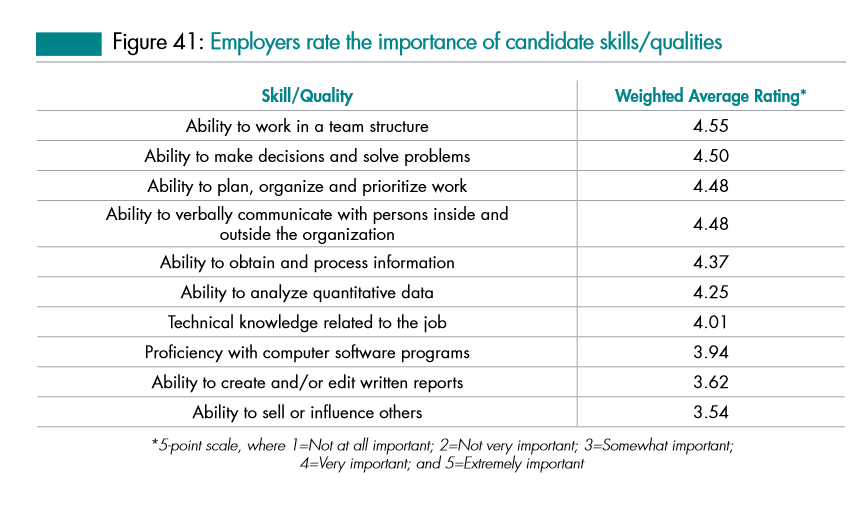 Figure 41: Employers rate the importance of candidate skills/qualities
Skill/Quality
Weighted Average Rating*
Ability to work in a team structure
4.55
Ability to make decisions and solve problems
4.50
Ability to plan, organize and prioritize work
4.48
Ability to verbally communicate with persons inside and
outside the organization
4.48
Ability to obtain and process information
4.37
Ability to analyze quantitative data
4.25
Technical knowledge related to the job
4.01
Proficiency with computer software programs
3.94
Ability to create and/or edit written reports
3.62
Ability to sell or influence others
3.54
*5-point scale, where 1=Not at all important; 2=Not very important; 3=Somewhat important;
4=Very important; and 5=Extremely important